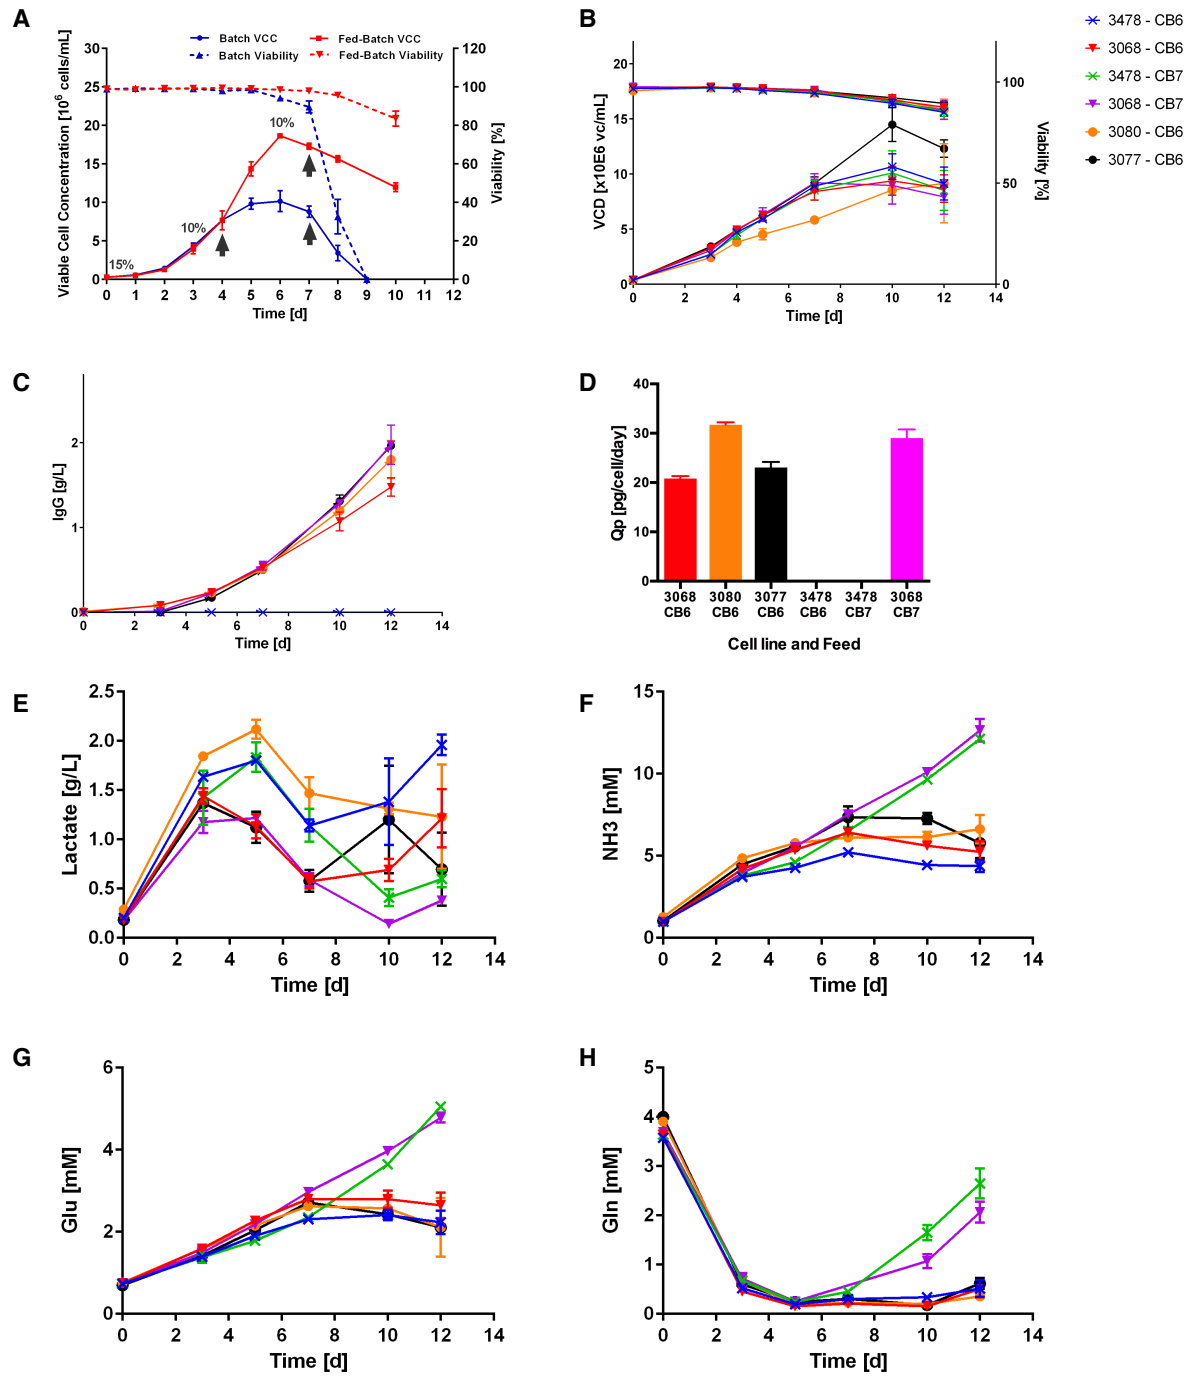 A
Batch VCC
Fed-Batch VCC
Batch Viability
Fed-Batch Viability
Viable Cell Concentration [10⁶ cells/mL]
30
25
20
15
10
5
0
120
100
80
60
40
20
0
Viability [%]
15%
10%
10%
0 1 2 3 4 5 6 7 8 9 10 11 12
Time [d]
B
VCD [x10E6 vc/mL]
20
15
10
5
0
100
50
0
Viability [%]
0 2 4 6 8 10 12 14
Time [d]
3478 - CB6
3068 - CB6
3478 - CB7
3068 - CB7
3080 - CB6
3077 - CB6
C
IgG [g/L]
2
1
0
0 2 4 6 8 10 12 14
Time [d]
D
Qp [pg/cell/day]
40
30
20
10
0
3068 3080 3077 3478 3478 3068
CB6 CB6 CB6 CB6 CB7 CB7
Cell line and Feed
E
Lactate [g/L]
2.5
2.0
1.5
1.0
0.5
0.0
0 2 4 6 8 10 12 14
Time [d]
F
NH3 [mM]
15
10
5
0
0 2 4 6 8 10 12 14
Time [d]
G
Glu [mM]
6
4
2
0
0 2 4 6 8 10 12 14
Time [d]
H
Gln [mM]
5
4
3
2
1
0
0 2 4 6 8 10 12 14
Time [d]